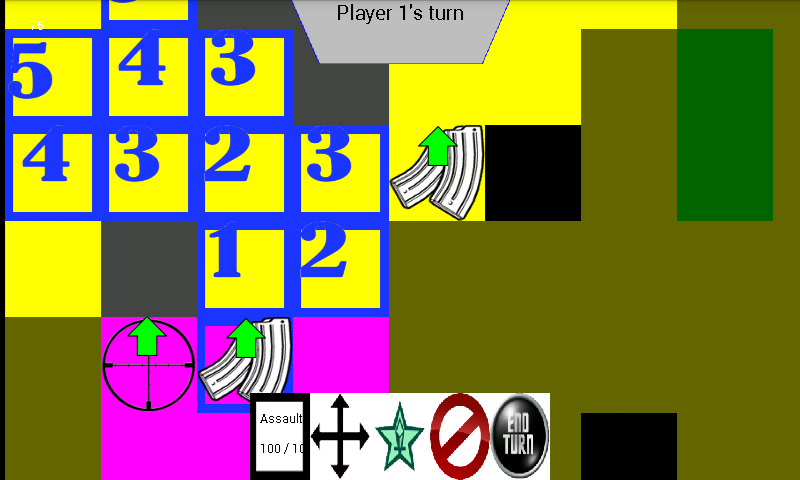 Player 1's turn
5 4 3
4 3 2 3
1 2
Assault
100 / 10
END
TURN